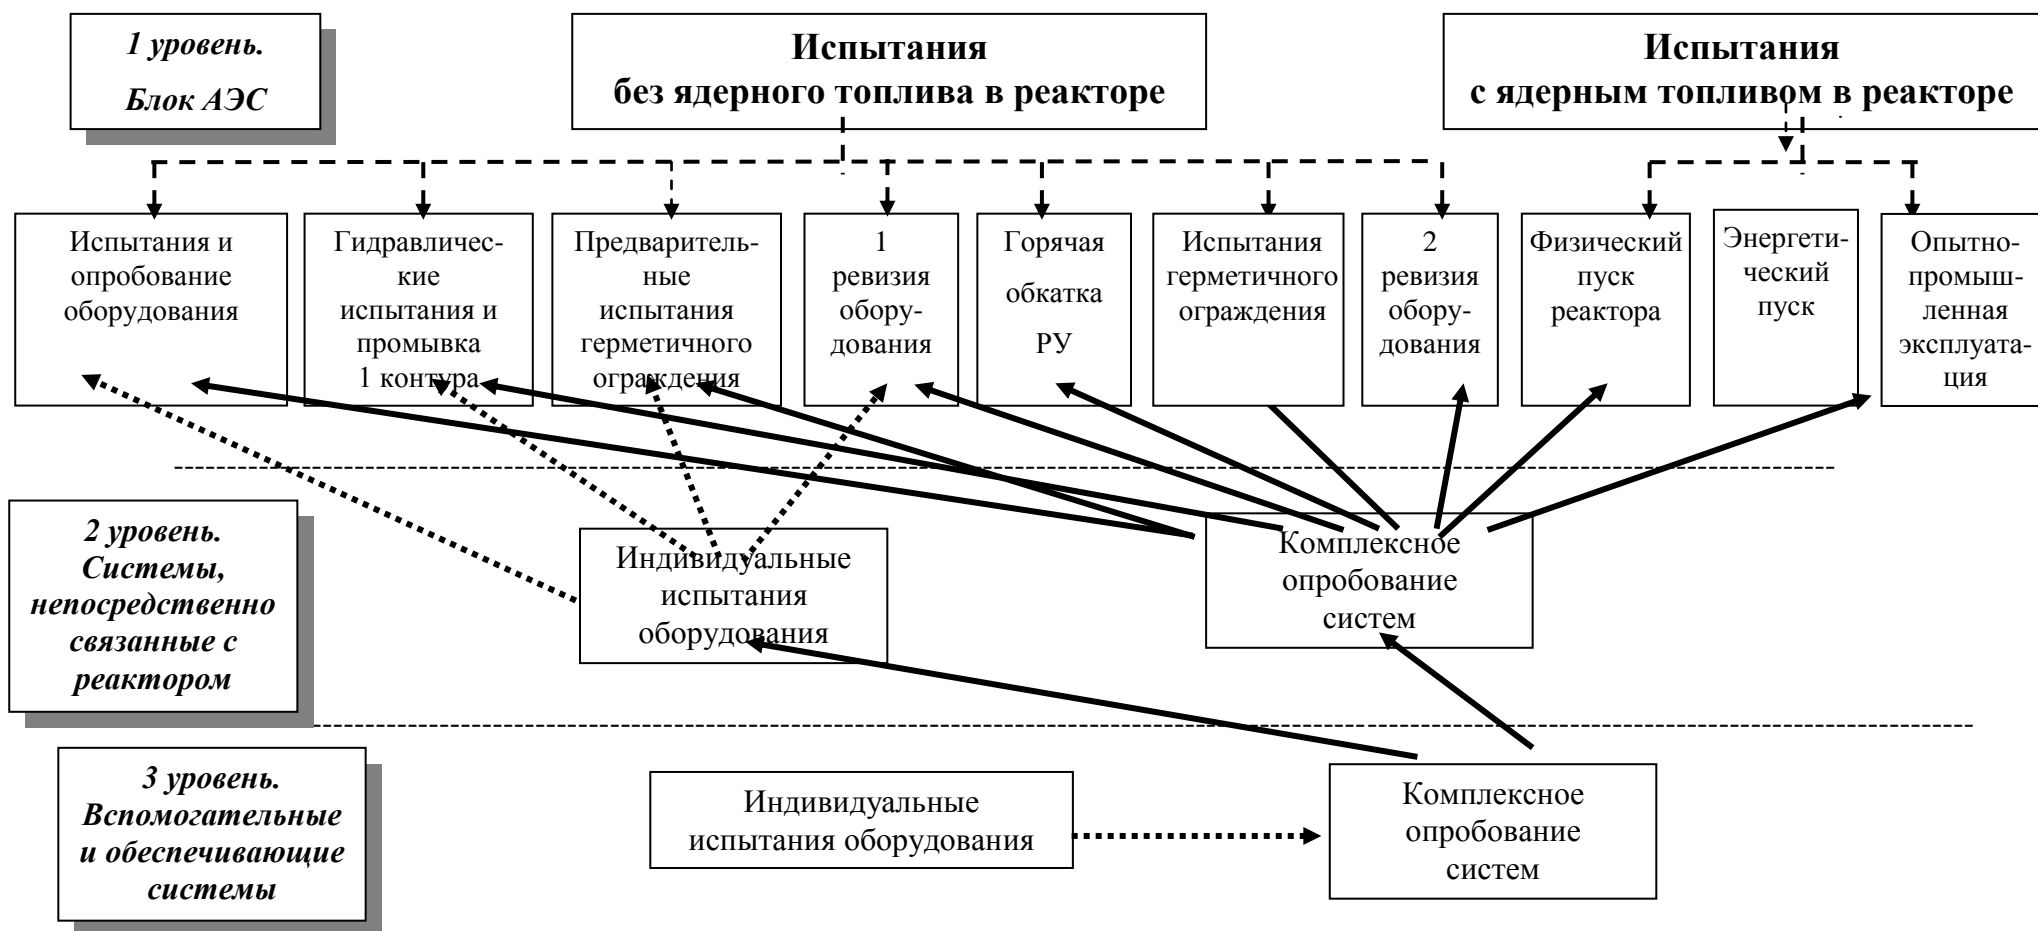 1 уровень.
Блок АЭС
Испытания
без ядерного топлива в реакторе
Испытания
с ядерным топливом в реакторе
Испытания и
опробование
оборудования
Гидравличес-
кие
испытания и
промывка
1 контура
Предваритель-
ные
испытания
герметичного
ограждения
1
ревизия
обору-
дования
Горячая
обкатка
РУ
Испытания
герметичного
ограждения
2
ревизия
обору-
дования
Физический
пуск
реактора
Энергети-
ческий
пуск
Опытно-
промыш-
ленная
эксплуата-
ция
2 уровень.
Системы,
непосредственно
связанные с
реактором
Индивидуальные
испытания
оборудования
Комплексное
опробование
систем
3 уровень.
Вспомогательные
и обеспечивающие
системы
Индивидуальные
испытания оборудования
Комплексное
опробование
систем